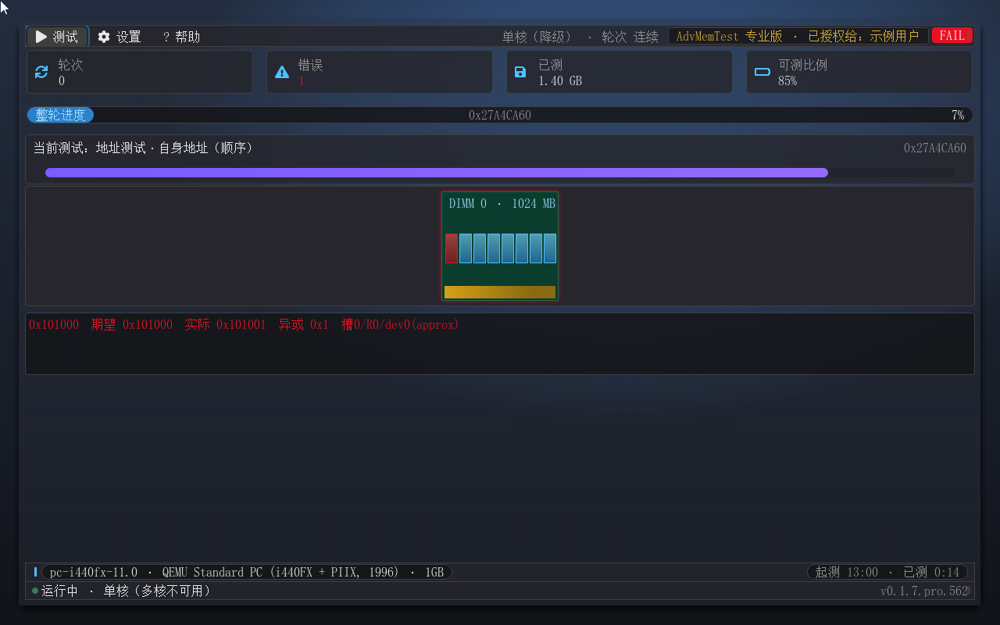 测试 设置 ? 帮助 单核（降级） · 轮次 连续 AdvMemTest 专业版 · 已授权给：示例用户 FAIL
轮次 错误 已测 可测比例
0 1 1.40 GB 85%
整轮进度 0x27A4CA60 7%
当前测试：地址测试 · 自身地址（顺序） 0x27A4CA60
DIMM 0 · 1024 MB
0x101000 期望 0x101000 实际 0x101001 异或 0x1 槽0/R0/dev0(approx)
pc-i440fx-11.0 · QEMU Standard PC (i440FX + PIIX, 1996) · 1GB 起测 13:00 · 已测 0:14
运行中 · 单核（多核不可用） v0.1.7.pro.562